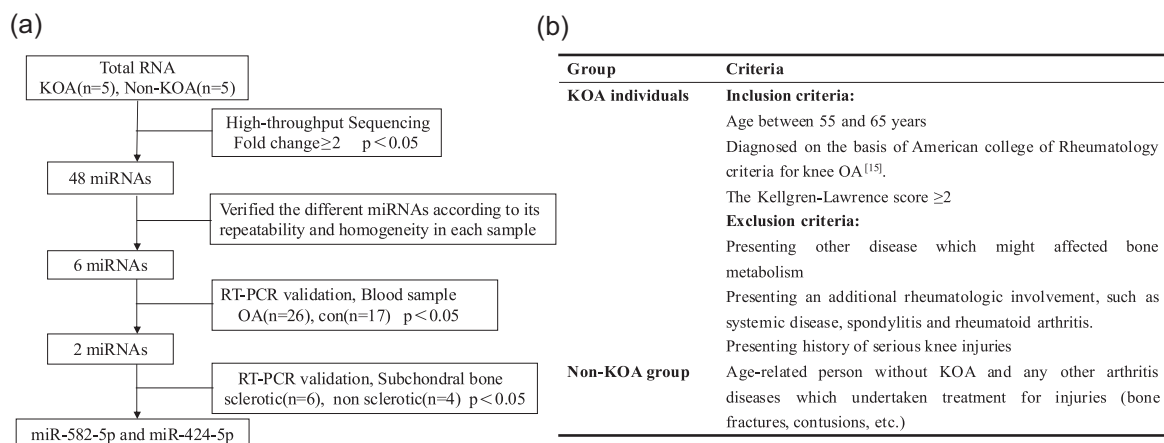 (a)
Total RNA
KOA(n=5), Non-KOA(n=5)
High-throughput Sequencing
Fold change≥2 p<0.05
48 miRNAs
Verified the different miRNAs according to its
repeatability and homogeneity in each sample
6 miRNAs
RT-PCR validation, Blood sample
OA(n=26), con(n=17) p<0.05
2 miRNAs
RT-PCR validation, Subchondral bone
sclerotic(n=6), non sclerotic(n=4) p<0.05
miR-582-5p and miR-424-5p
(b)
Group Criteria
KOA individuals Inclusion criteria:
Age between 55 and 65 years
Diagnosed on the basis of American college of Rheumatology
criteria for knee OA[15].
The Kellgren-Lawrence score ≥2
Exclusion criteria:
Presenting other disease which might affected bone
metabolism
Presenting an additional rheumatologic involvement, such as
systemic disease, spondylitis and rheumatoid arthritis.
Presenting history of serious knee injuries
Non-KOA group Age-related person without KOA and any other arthritis
diseases which undertaken treatment for injuries (bone
fractures, contusions, etc.)